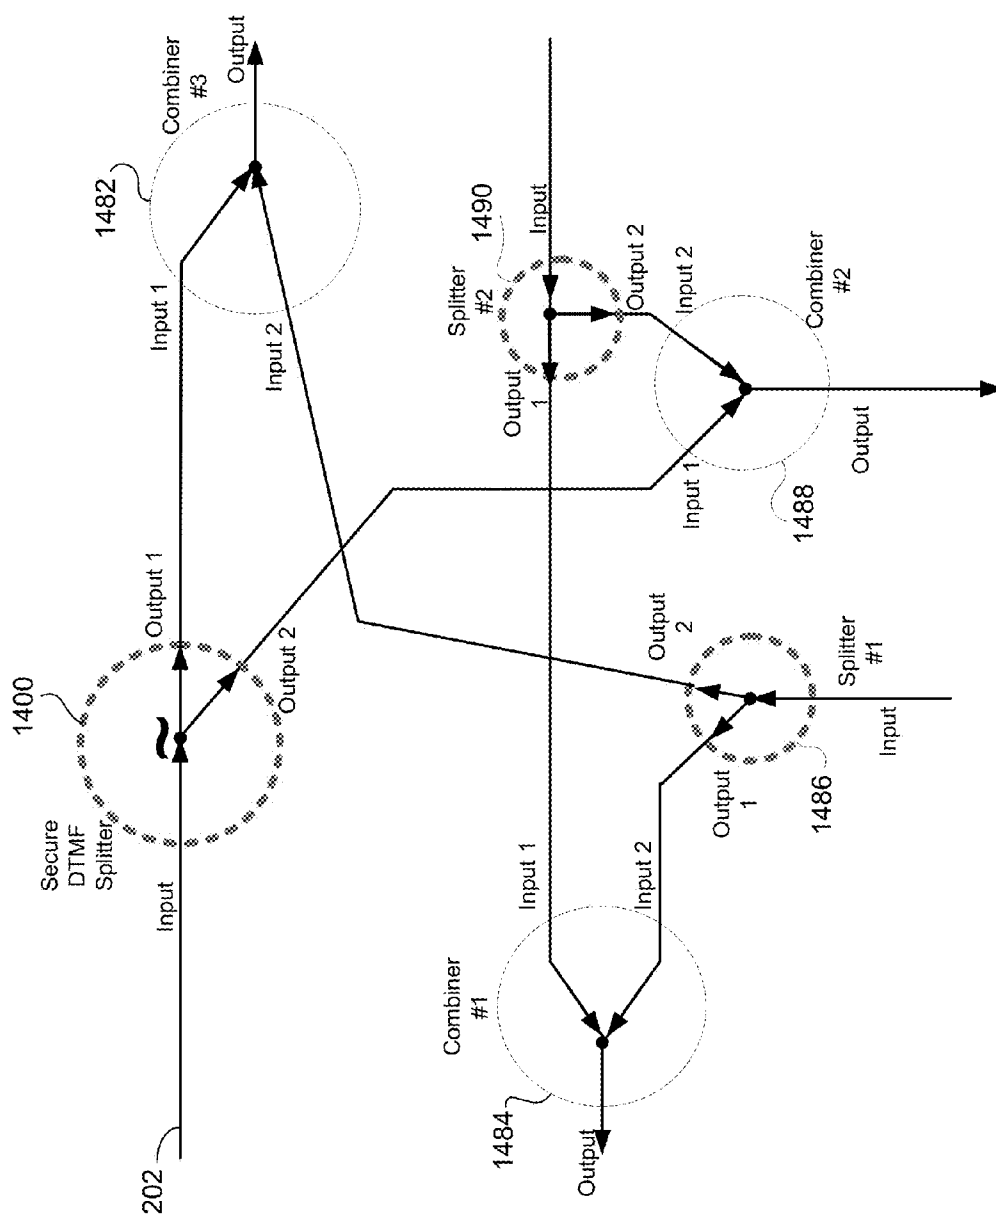 202
Input
Secure
DTMF
Splitter
1400
Output 1
Output 2
Input 1
Input 2
1482
Combiner
#3
Output
Input
1490
Splitter
#2
Output
1
Output 2
Input 2
Combiner
#2
Input 1
1488
Output
Input
Splitter
#1
1486
Output
2
Output
1
Input 1
Input 2
Combiner
#1
1484
Output